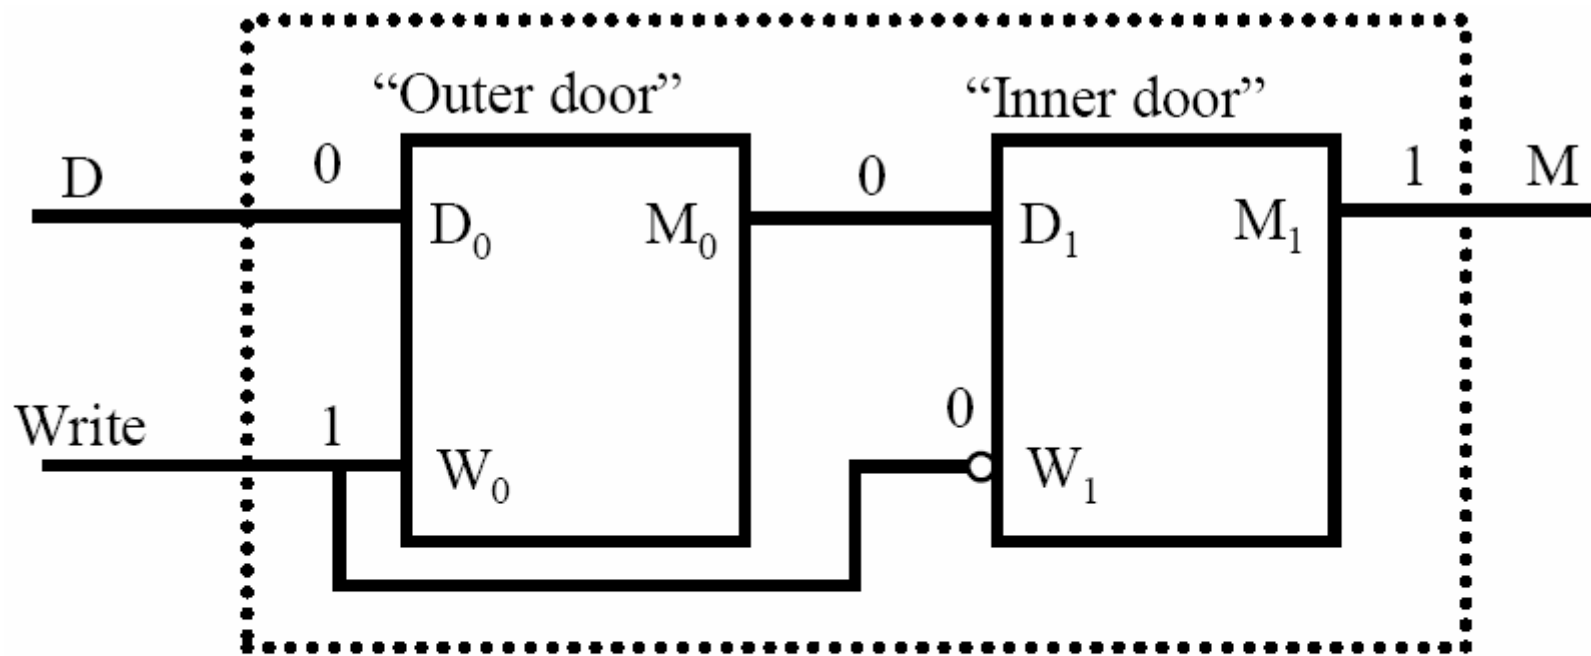 “Outer door” “Inner door”
D 0 0 1 M
D₀ M₀ D₁ M₁
Write 1 0
W₀ W₁